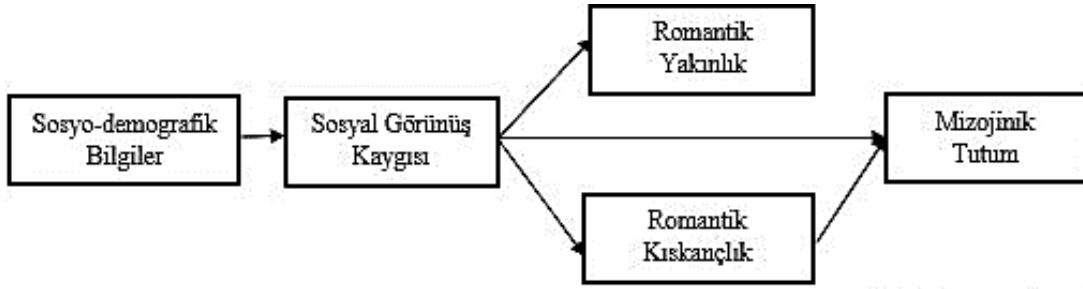 Romantik
Yakınlık
Sosyo-demografik
Bilgiler
Sosyal Görünüş
Kaygısı
Mizojinik
Tutum
Romantik
Kıskançlık